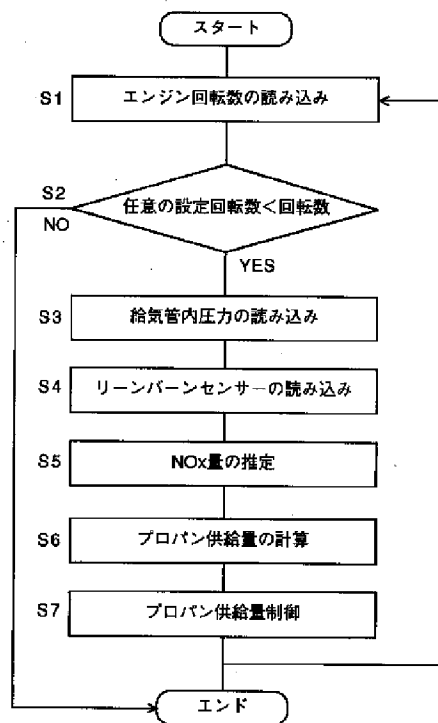 スタート
S1
エンジン回転数の読み込み
S2
任意の設定回転数<回転数
NO
YES
S3
給気管内圧力の読み込み
S4
リーンバーンセンサーの読み込み
S5
NOx量の推定
S6
プロパン供給量の計算
S7
プロパン供給量制御
エンド